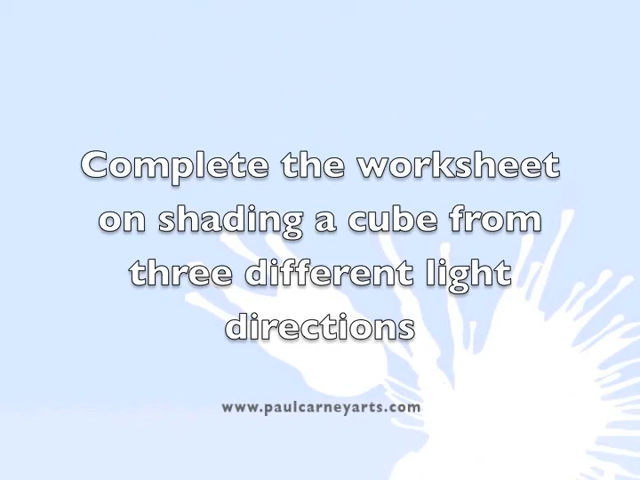 Complete the worksheet
on shading a cube from
three different light
directions
www.paulcarneyarts.com